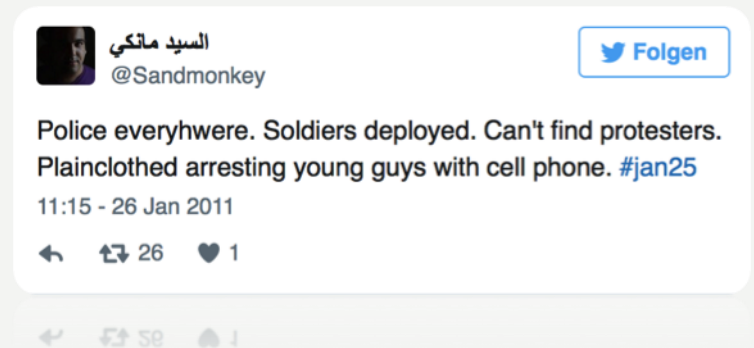 السيد مانكي
@Sandmonkey
Folgen
Police everyhwere. Soldiers deployed. Can't find protesters.
Plainclothed arresting young guys with cell phone. #jan25
11:15 - 26 Jan 2011
26 1